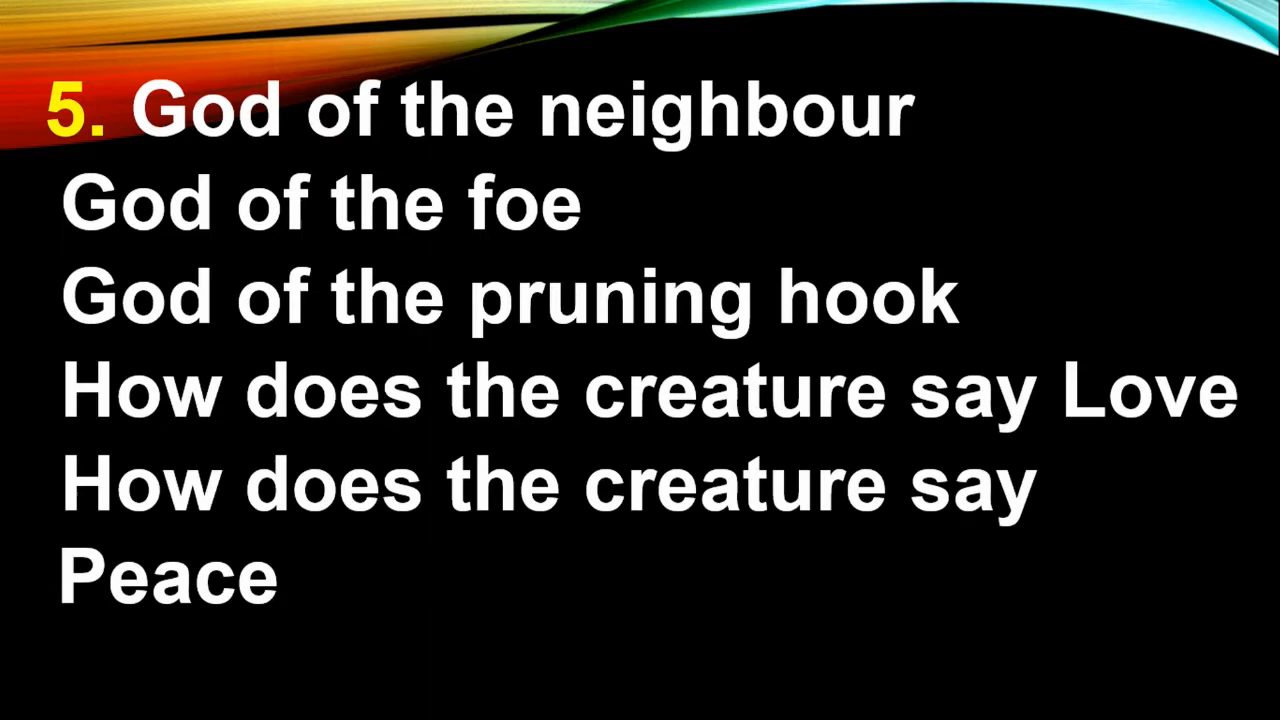 5. God of the neighbour
God of the foe
God of the pruning hook
How does the creature say Love
How does the creature say
Peace